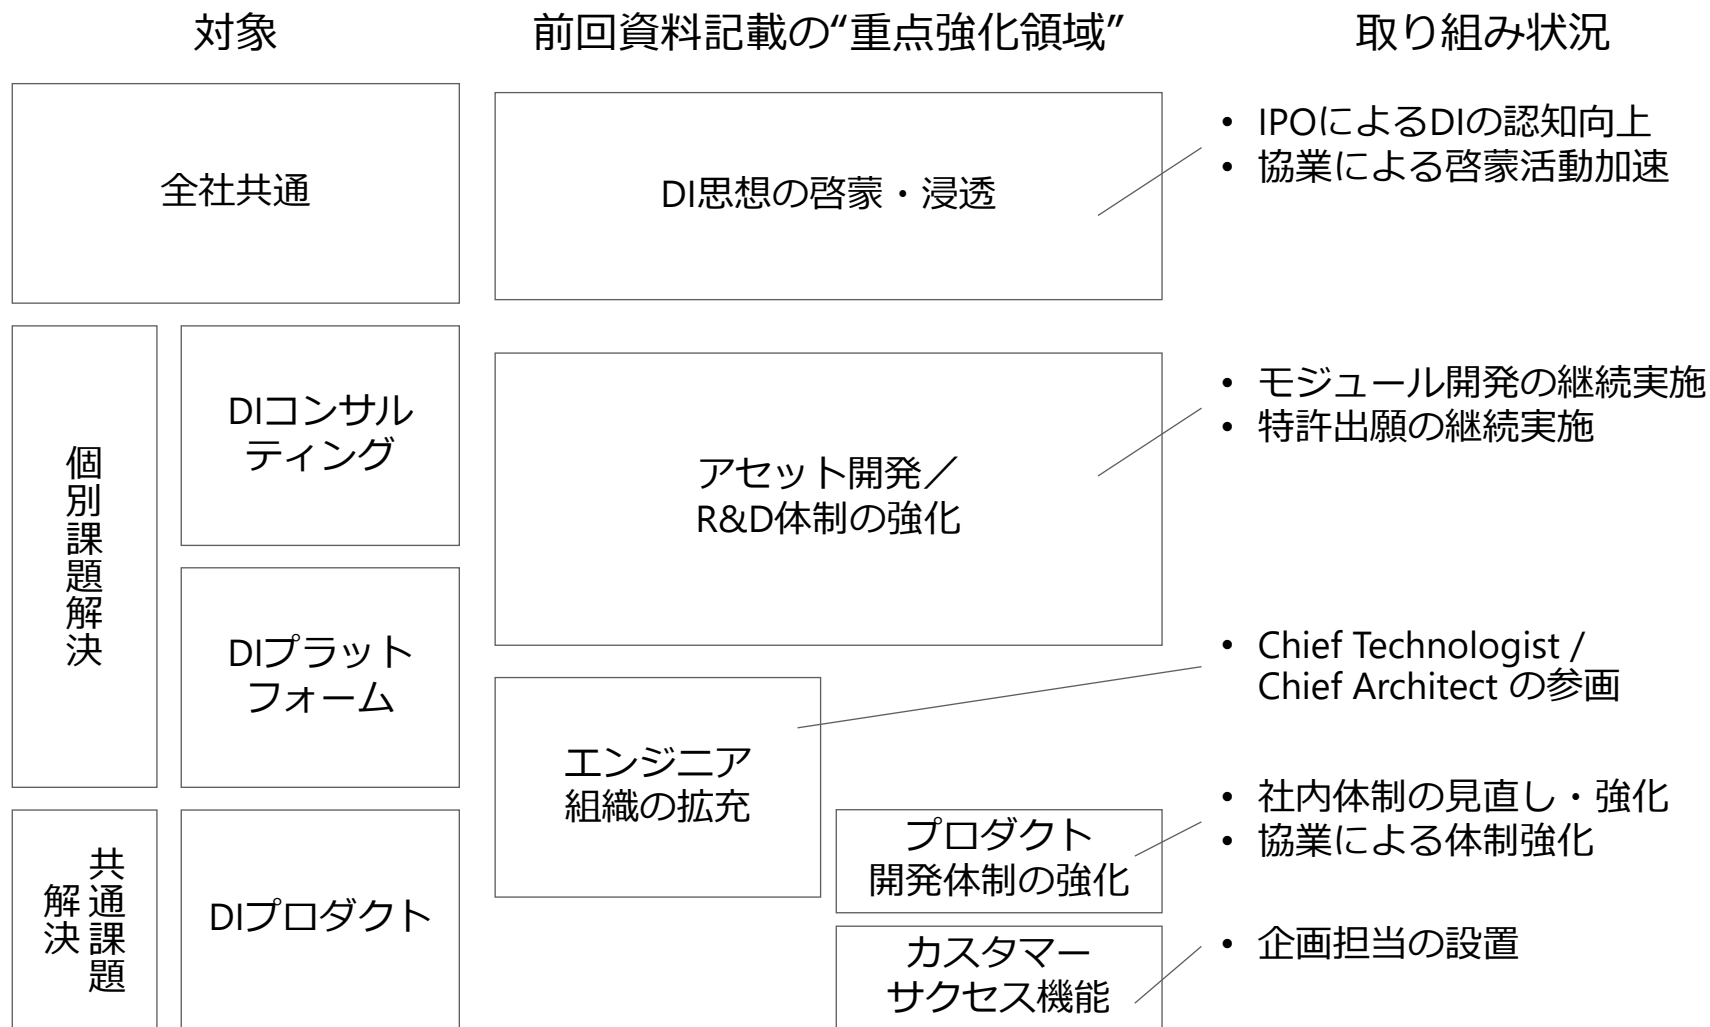 対象
前回資料記載の“重点強化領域”
取り組み状況
全社共通
DI思想の啓蒙・浸透
• IPOによるDIの認知向上
• 協業による啓蒙活動加速
個別課題解決
DIコンサル
ティング
アセット開発／
R&D体制の強化
• モジュール開発の継続実施
• 特許出願の継続実施
DIプラット
フォーム
エンジニア
組織の拡充
• Chief Technologist /
Chief Architect の参画
共通課題
解決
DIプロダクト
プロダクト
開発体制の強化
• 社内体制の見直し・強化
• 協業による体制強化
カスタマー
サクセス機能
• 企画担当の設置